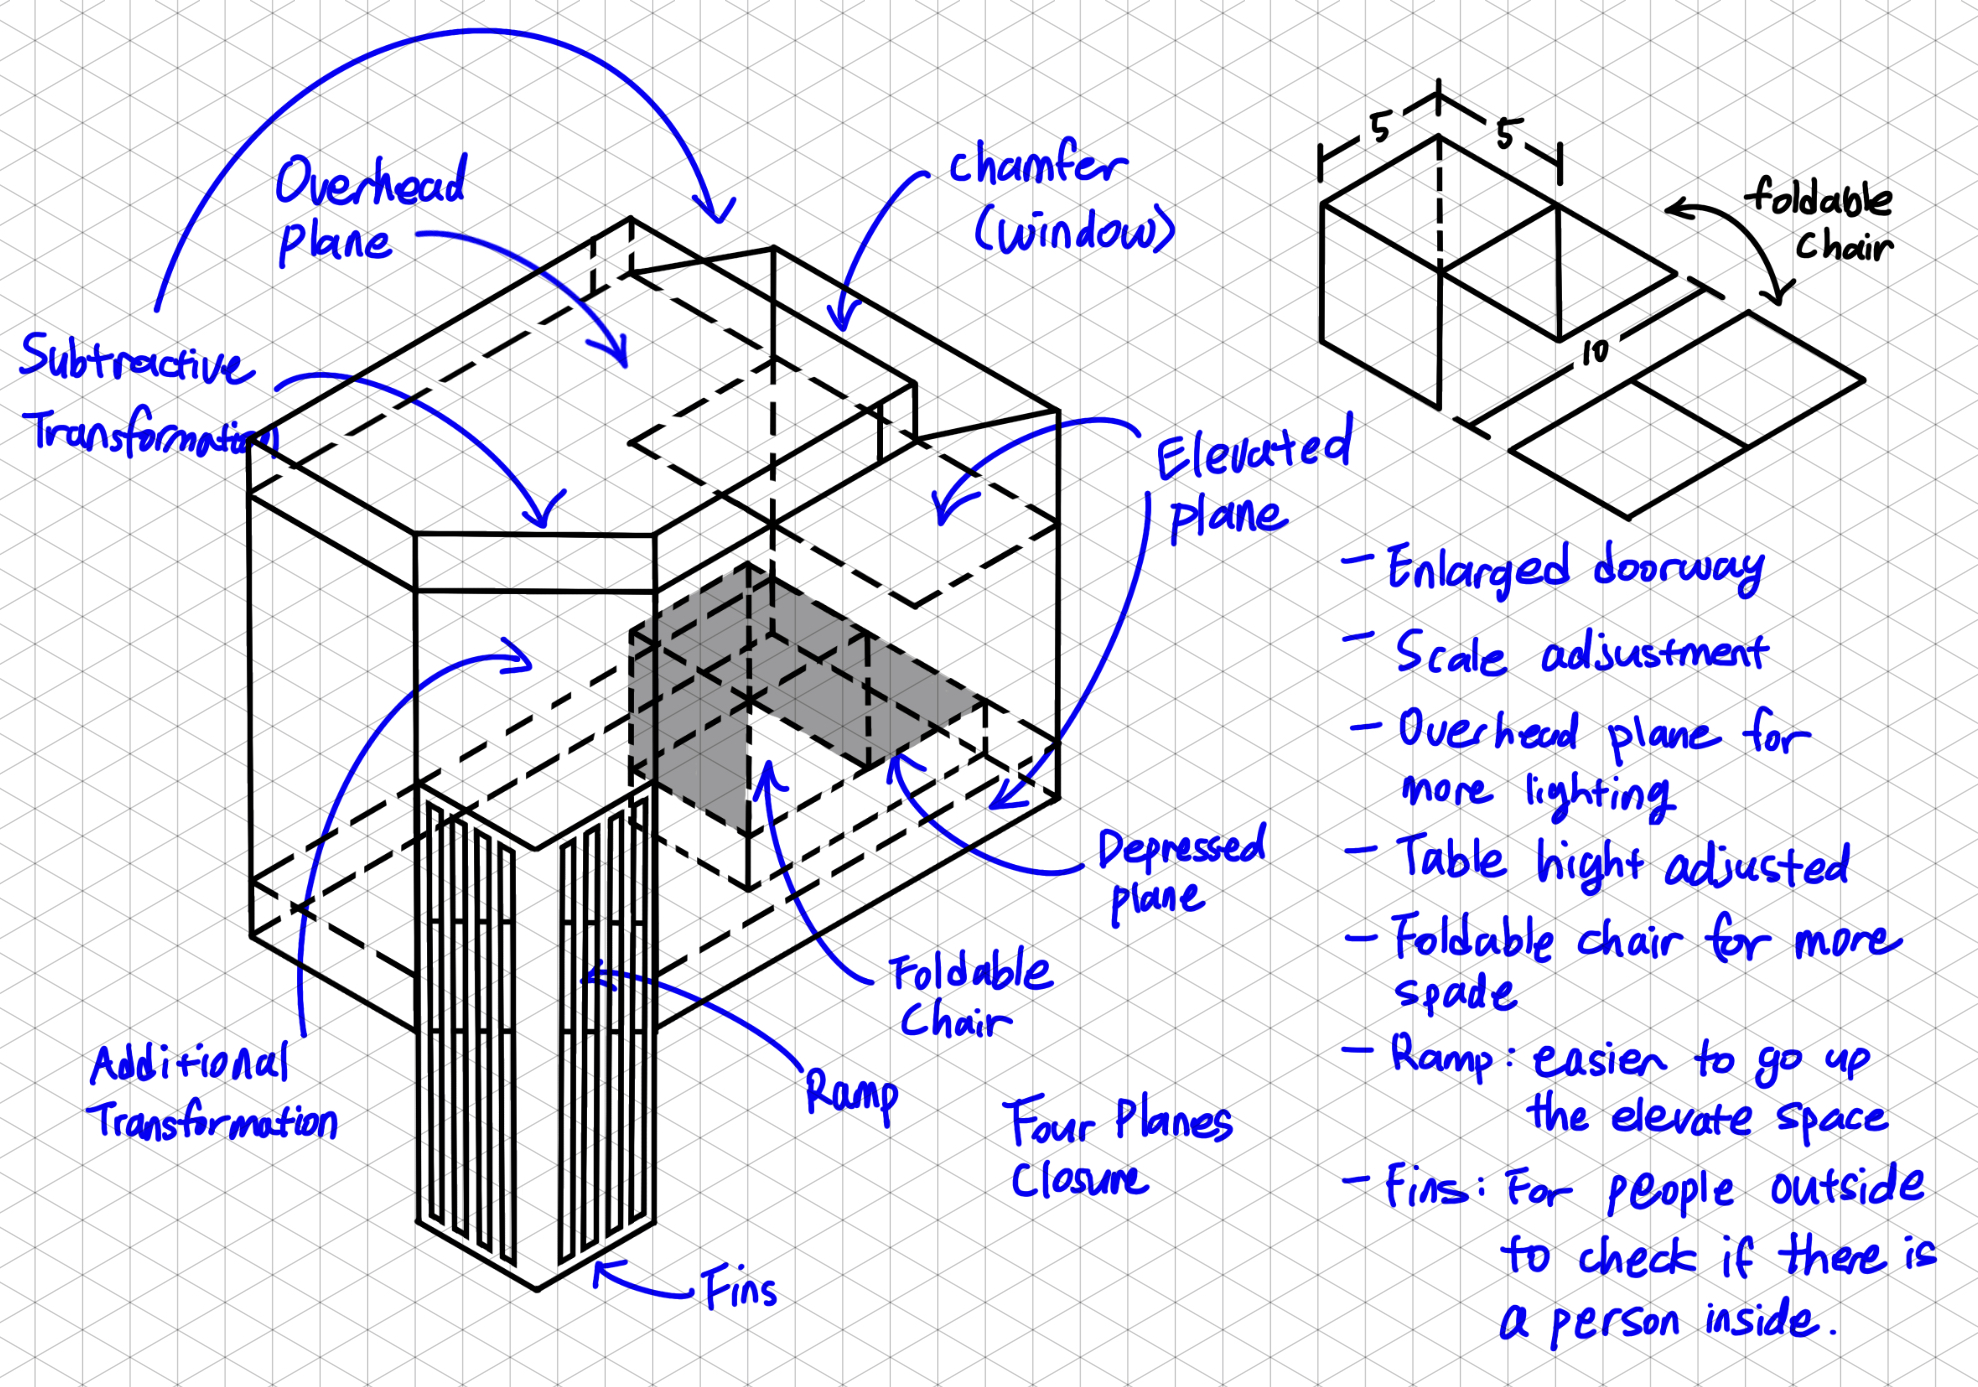 Overhead
plane
Subtractive
Transformation
chamfer
(window)
Elevated
plane
Depressed
plane
Foldable
Chair
Ramp
Additional
Transformation
Four Planes
Closure
Fins
5
5
10
foldable
chair
- Enlarged doorway
- Scale adjustment
- Overhead plane for
more lighting
- Table hight adjusted
- Foldable chair for more
spade
- Ramp: easier to go up
the elevate space
- Fins: For people outside
to check if there is
a person inside.